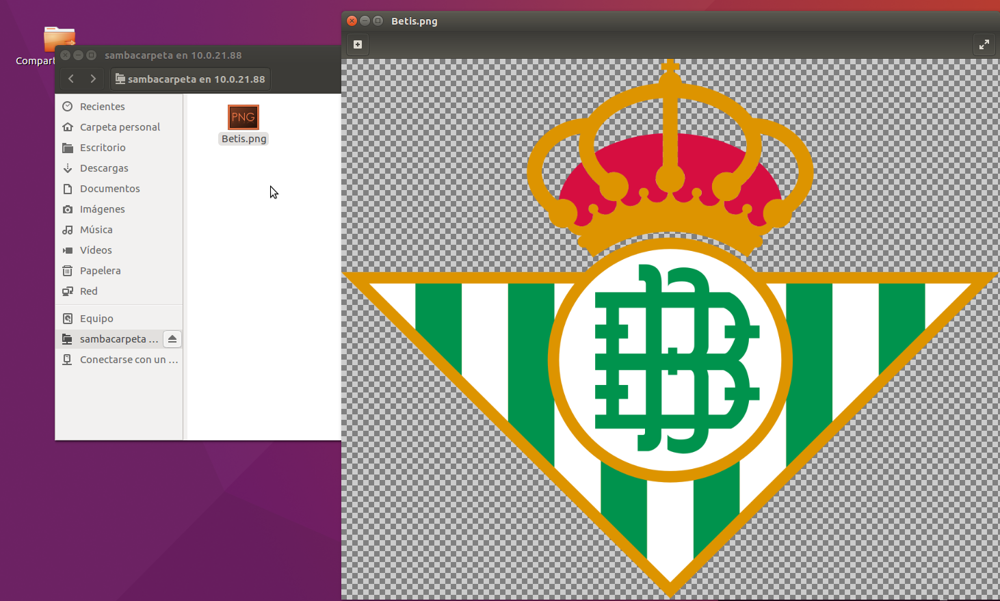 Compart
sambacarpeta en 10.0.21.88
sambacarpeta en 10.0.21.88
Recientes
Carpeta personal
Escritorio
Descargas
Documentos
Imágenes
Música
Vídeos
Papelera
Red
Equipo
sambacarpeta ...
Conectarse con un ...
PNG
Betis.png
Betis.png